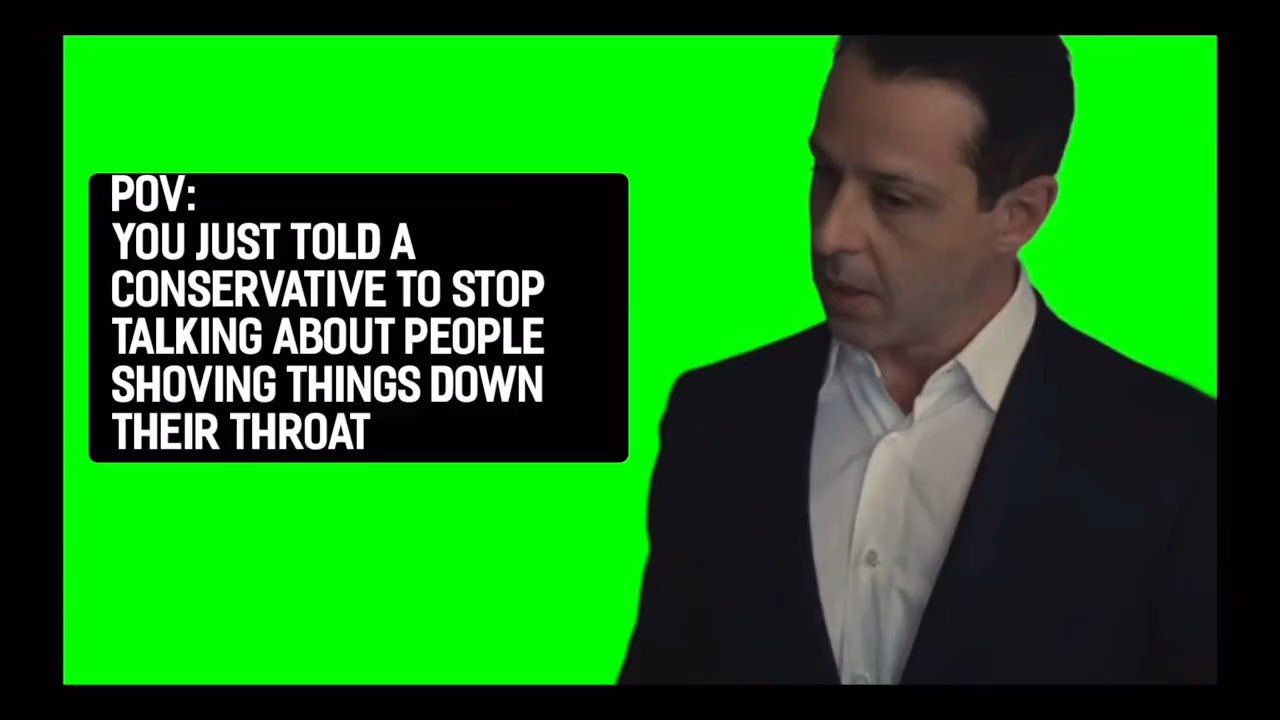 POV:
YOU JUST TOLD A
CONSERVATIVE TO STOP
TALKING ABOUT PEOPLE
SHOVING THINGS DOWN
THEIR THROAT